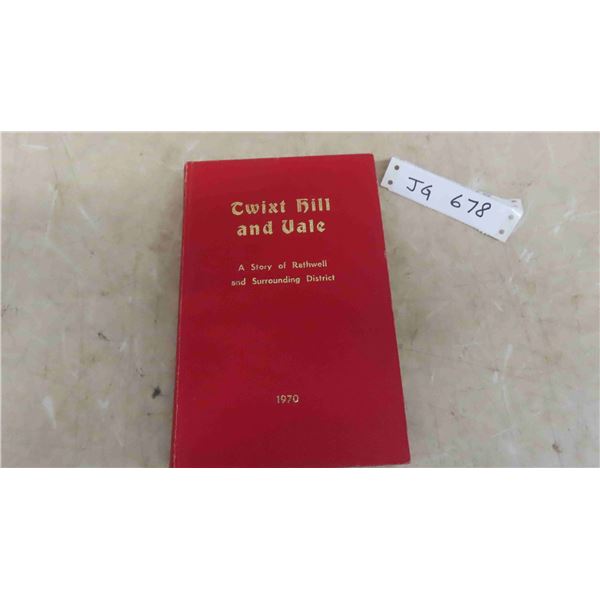 Twixt Hill
and Vale
A Story of Rathwell
and Surrounding District
1970
JG 678